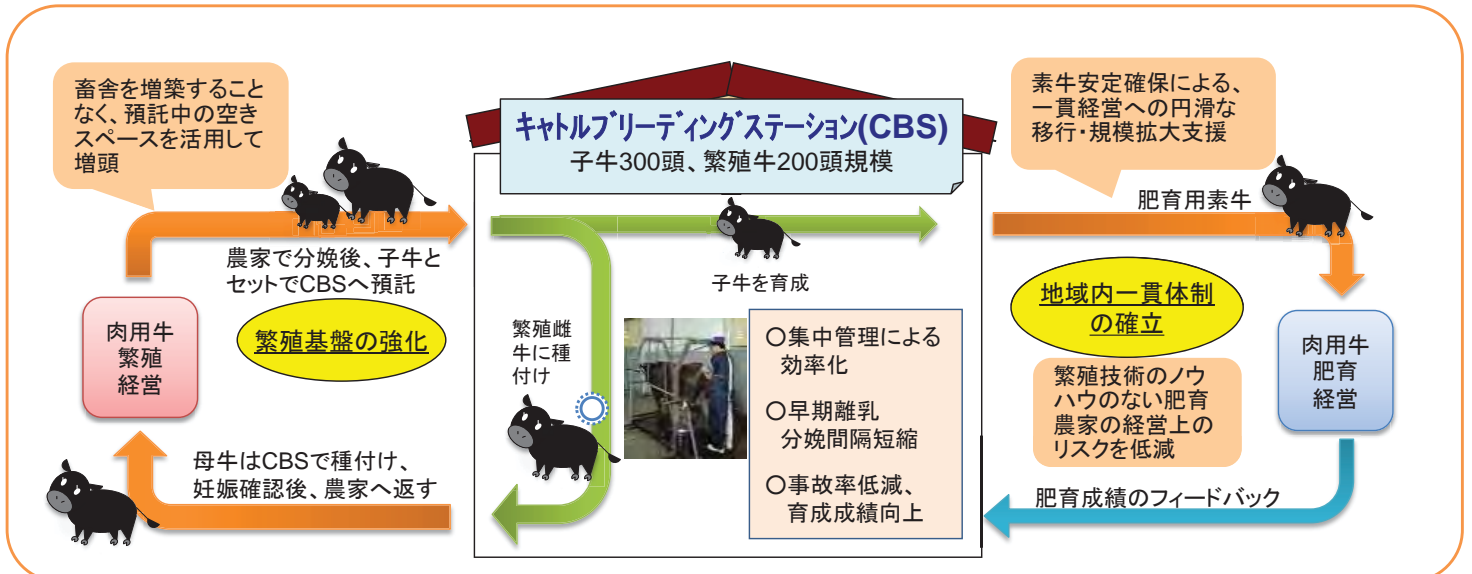 畜舎を増築すること
なく、預託中の空き
スペースを活用して
増頭
農家で分娩後、子牛と
セットでCBSへ預託
肉用牛
繁殖
経営
繁殖基盤の強化
母牛はCBSで種付け、
妊娠確認後、農家へ返す
キャトルブリーディングステーション(CBS)
子牛300頭、繁殖牛200頭規模
子牛を育成
繁殖雌
牛に種
付け
○集中管理による
効率化
○早期離乳
分娩間隔短縮
○事故率低減、
育成成績向上
素牛安定確保による、
一貫経営への円滑な
移行・規模拡大支援
肥育用素牛
地域内一貫体制
の確立
肉用牛
肥育
経営
繁殖技術のノウ
ハウのない肥育
農家の経営上の
リスクを低減
肥育成績のフィードバック